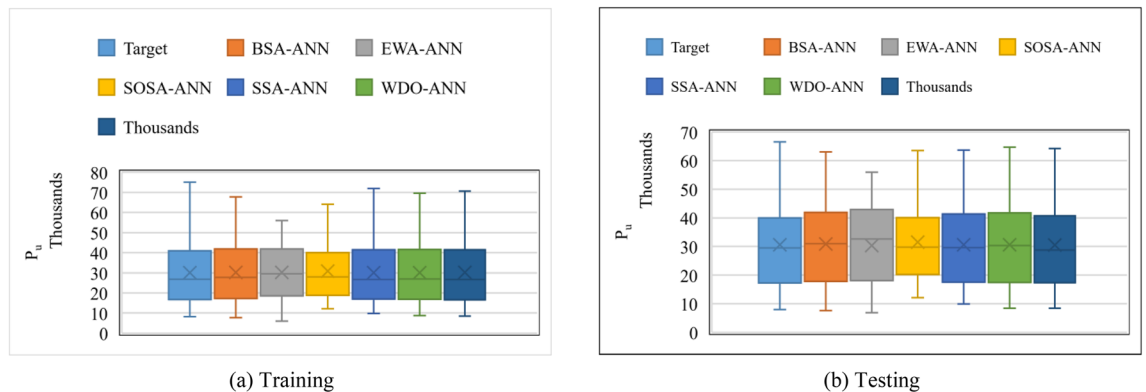 Target
BSA-ANN
EWA-ANN
SOSA-ANN
SSA-ANN
WDO-ANN
Thousands
P_u
Thousands
80
70
60
50
40
30
20
10
0
(a) Training
Target
BSA-ANN
EWA-ANN
SOSA-ANN
SSA-ANN
WDO-ANN
Thousands
P_u
Thousands
70
60
50
40
30
20
10
0
(b) Testing